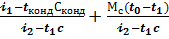 (i₁-t_конд C_конд)/(i₂-t₁c) + (M_c(t₀-t₁))/(i₂-t₁c)